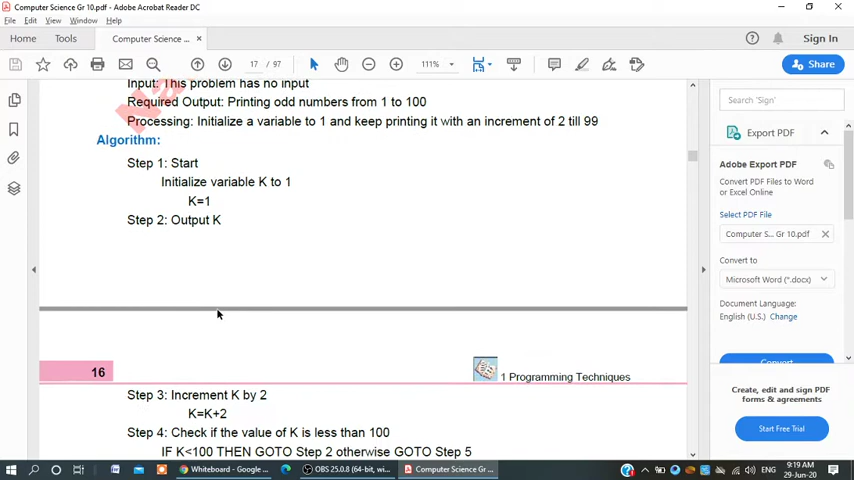 Computer Science Gr 10.pdf - Adobe Acrobat Reader DC
File Edit View Window Help
Home Tools Computer Science ... × Sign In
17 / 97 111% Share
Input: This problem has no input
Required Output: Printing odd numbers from 1 to 100
Processing: Initialize a variable to 1 and keep printing it with an increment of 2 till 99
Algorithm:
Step 1: Start
Initialize variable K to 1
K=1
Step 2: Output K
16
1 Programming Techniques
Step 3: Increment K by 2
K=K+2
Step 4: Check if the value of K is less than 100
IF K<100 THEN GOTO Step 2 otherwise GOTO Step 5
Search 'Sign'
Export PDF
Adobe Export PDF
Convert PDF Files to Word
or Excel Online
Select PDF File
Computer S... Gr 10.pdf
Convert to
Microsoft Word (*.docx)
Document Language:
English (U.S.) Change
Convert
Create, edit and sign PDF
forms & agreements
Start Free Trial
Whiteboard - Google ...
OBS 25.0.8 (64-bit, w...
Computer Science Gr ...
ENG
9:19 AM
29-Jun-20